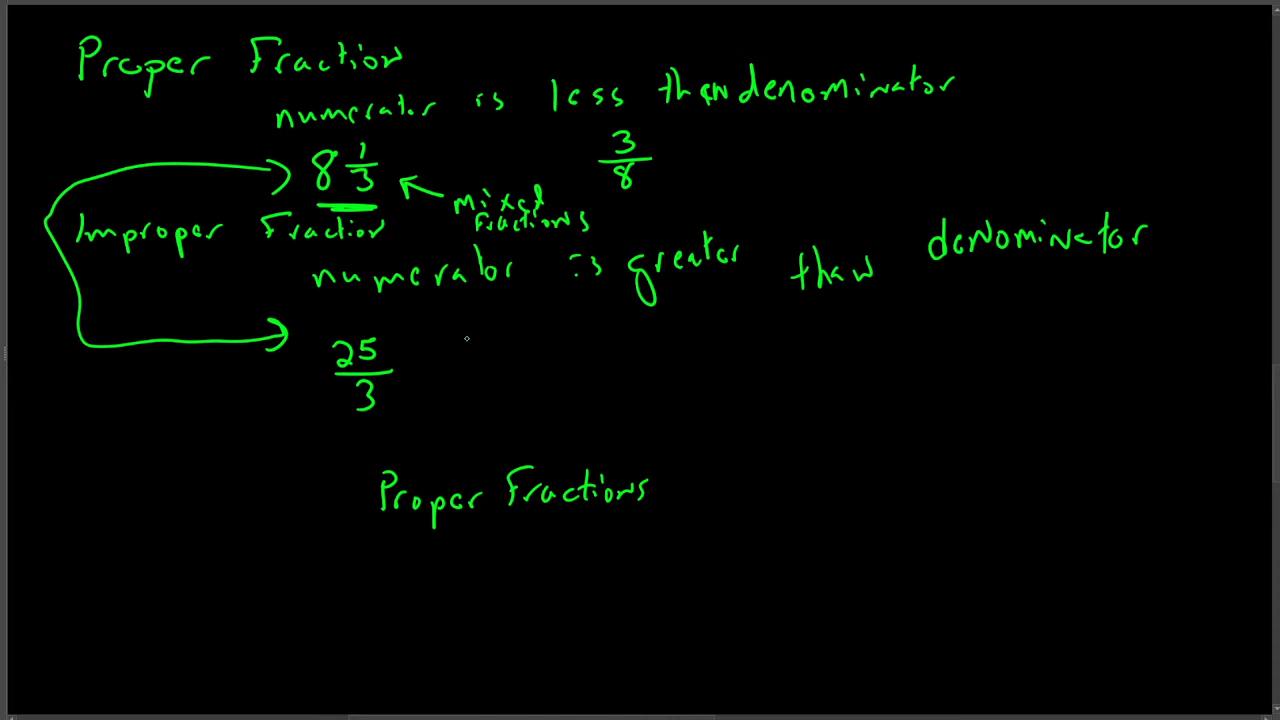 Proper Fraction
numerator is less then denominator
8 1/3
3/8
mixed
fractions
Improper Fraction
numerator is greater than denominator
25/3
Proper Fractions